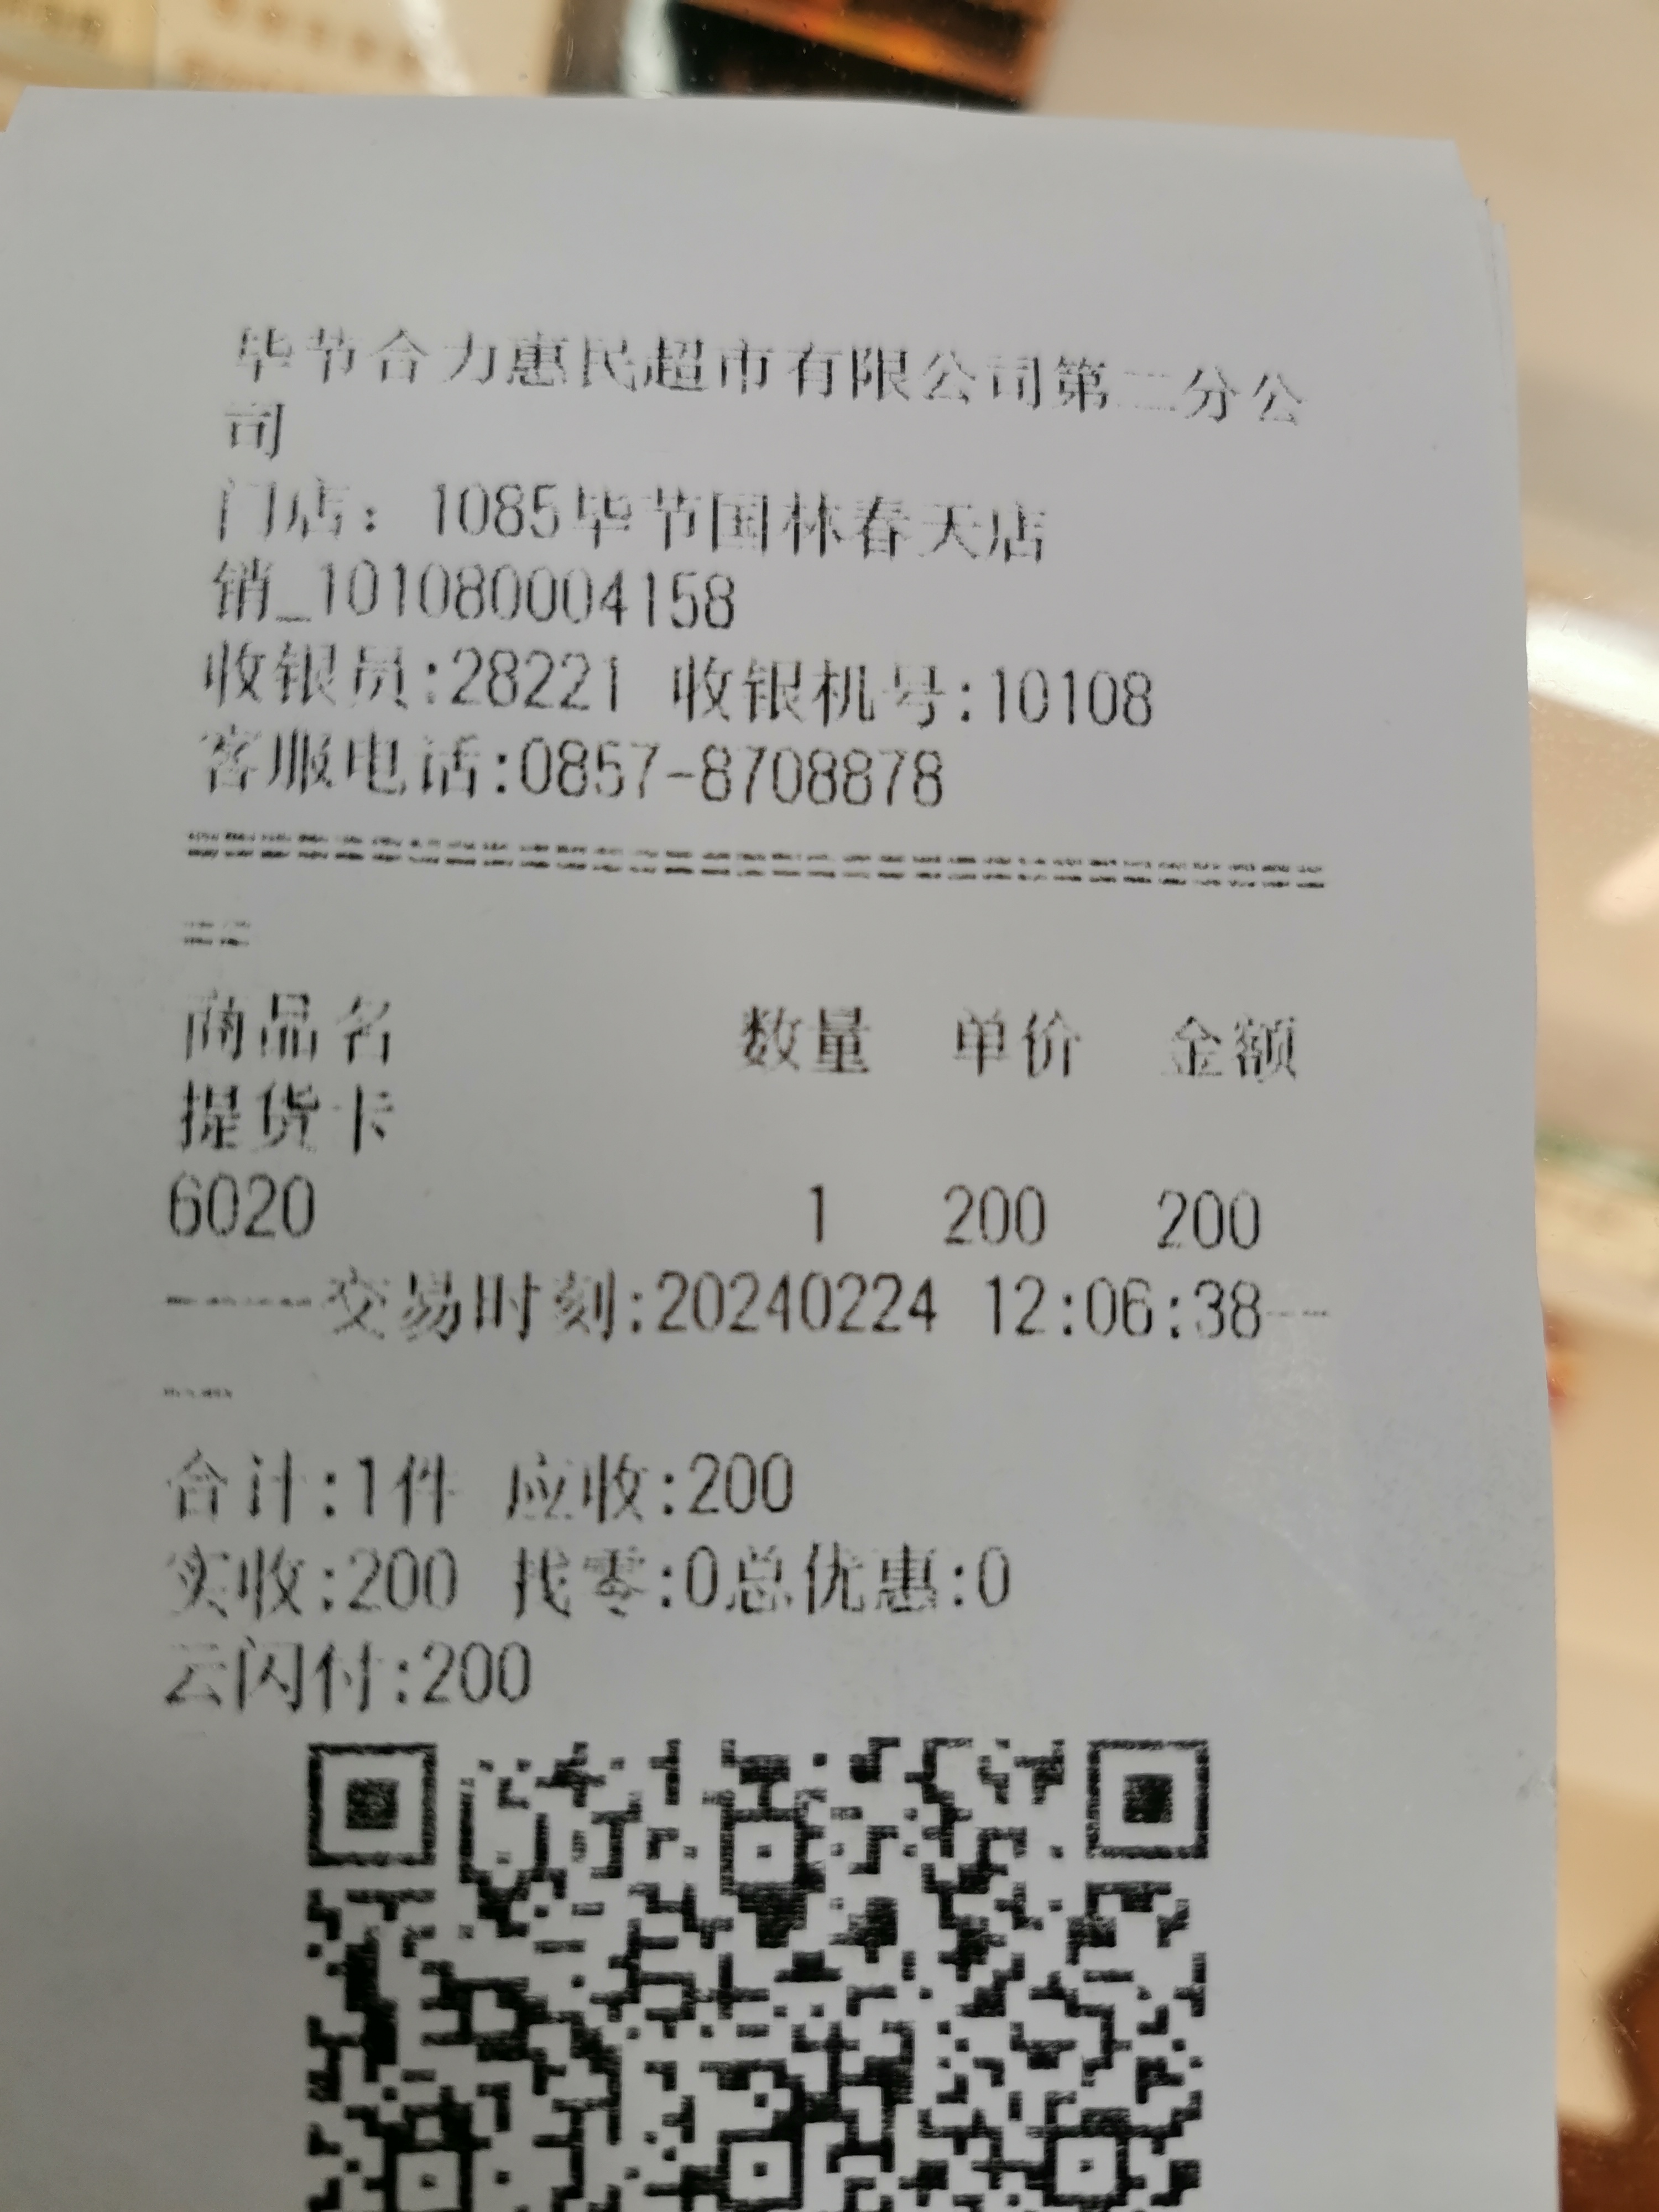 毕节合力惠民超市有限公司第二分公
司
门店：1085毕节国林春天店
销_1010800004158
收银员:28221 收银机号:10108
客服电话:0857-8708878
================================
==
商品名 数量 单价 金额
提货卡
6020 1 200 200
----交易时刻:20240224 12:06:38--
--
合计:1件 应收:200
实收:200 找零:0总优惠:0
云闪付:200